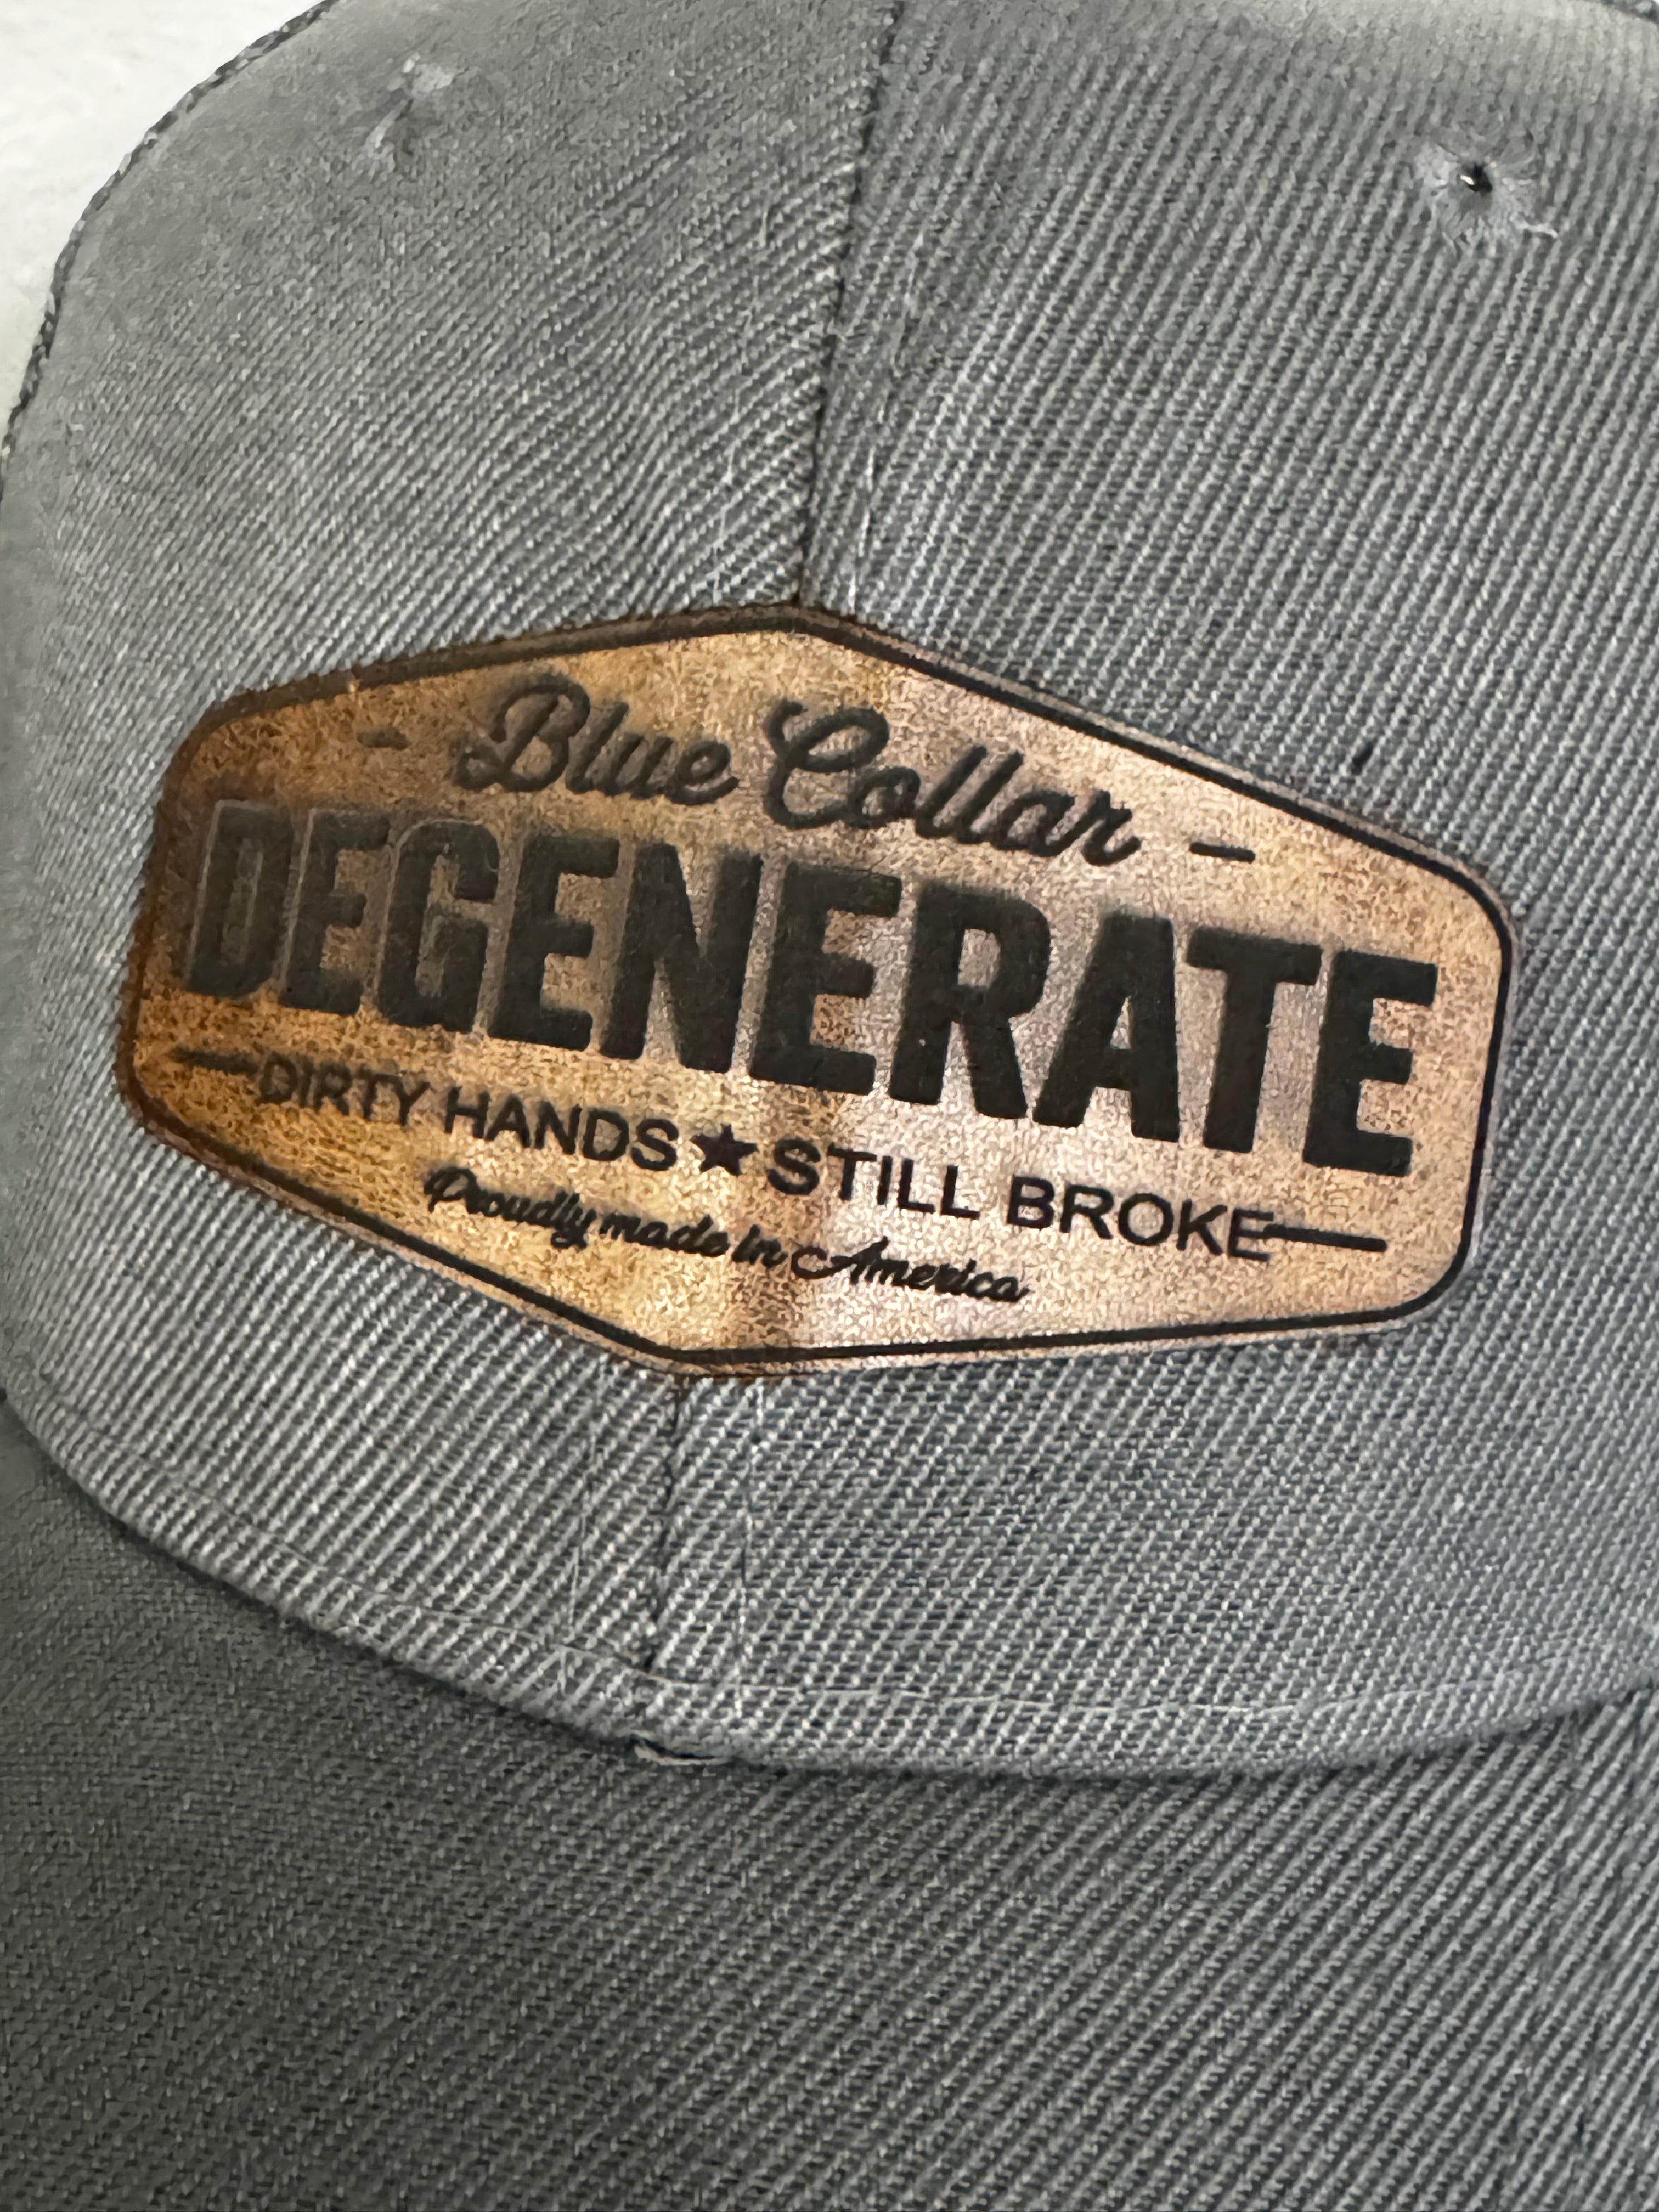 - Blue Collar -
DEGENERATE
—DIRTY HANDS★STILL BROKE—
Proudly made in America